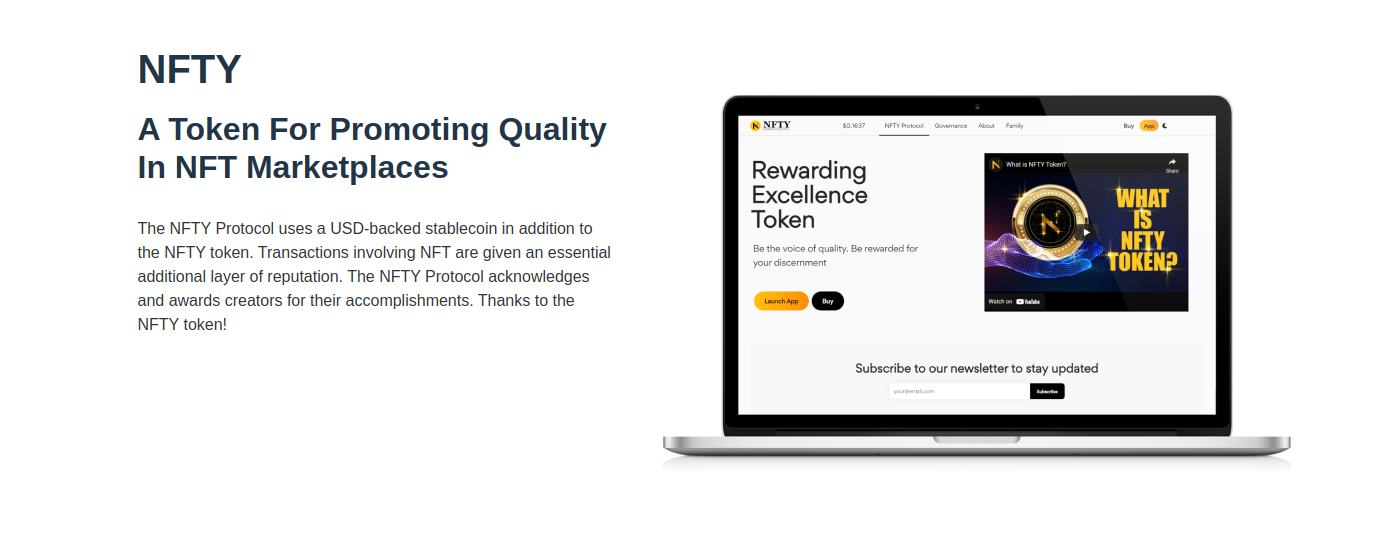 NFTY
A Token For Promoting Quality
In NFT Marketplaces
The NFTY Protocol uses a USD-backed stablecoin in addition to
the NFTY token. Transactions involving NFT are given an essential
additional layer of reputation. The NFTY Protocol acknowledges
and awards creators for their accomplishments. Thanks to the
NFTY token!
NFTY $0.1637 NFTY Protocol Governance About Family Buy App
Rewarding
Excellence
Token
Be the voice of quality. Be rewarded for
your discernment
Launch App Buy
What is NFTY Token?
Share
WHAT
IS
NFTY
TOKEN?
Watch on YouTube
Subscribe to our newsletter to stay updated
your@email.com Subscribe